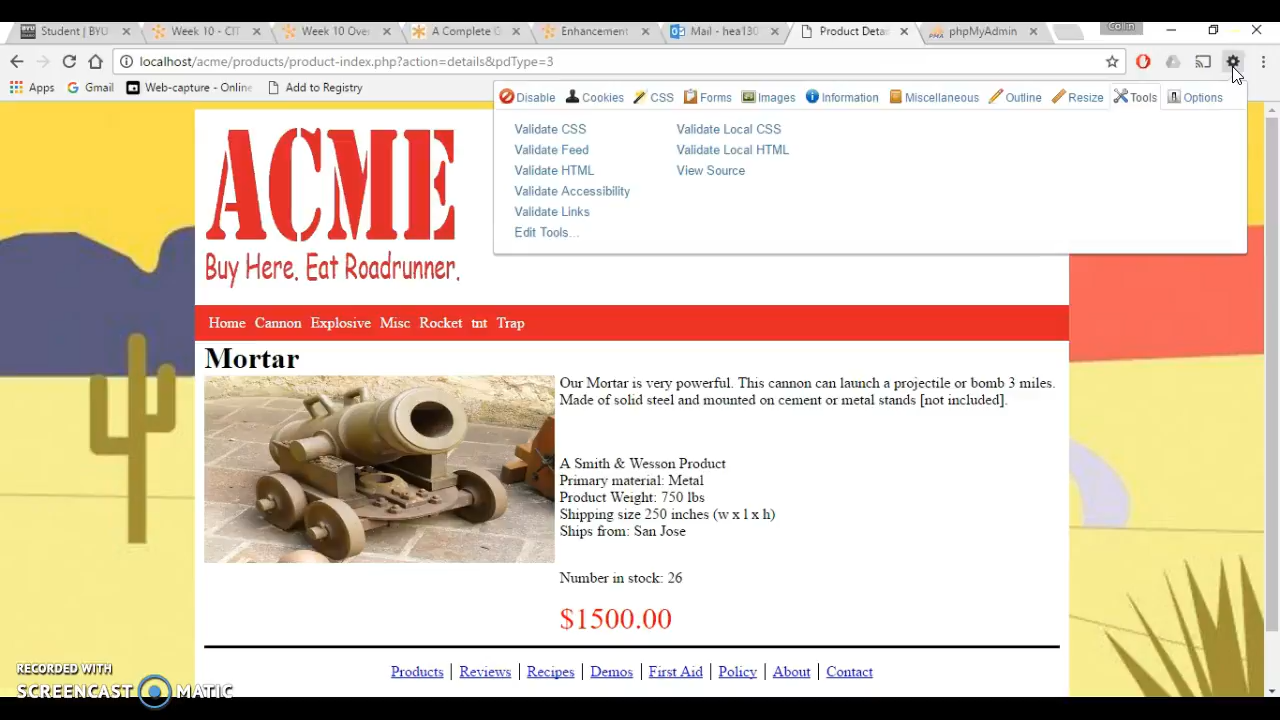 Student | BYU
Week 10 - CIT
Week 10 Over
A Complete G
Enhancement
Mail - hea130
Product Detai
phpMyAdmin
Colin
localhost/acme/products/product-index.php?action=details&pdType=3
Apps
Gmail
Web-capture - Online
Add to Registry
Disable Cookies CSS Forms Images Information Miscellaneous Outline Resize Tools Options
Validate CSS
Validate Feed
Validate HTML
Validate Accessibility
Validate Links
Edit Tools...
Validate Local CSS
Validate Local HTML
View Source
ACME
Buy Here. Eat Roadrunner.
Home Cannon Explosive Misc Rocket tnt Trap
Mortar
Our Mortar is very powerful. This cannon can launch a projectile or bomb 3 miles.
Made of solid steel and mounted on cement or metal stands [not included].
A Smith & Wesson Product
Primary material: Metal
Product Weight: 750 lbs
Shipping size 250 inches (w x l x h)
Ships from: San Jose
Number in stock: 26
$1500.00
Products | Reviews | Recipes | Demos | First Aid | Policy | About | Contact
RECORDED WITH
SCREENCAST MATIC